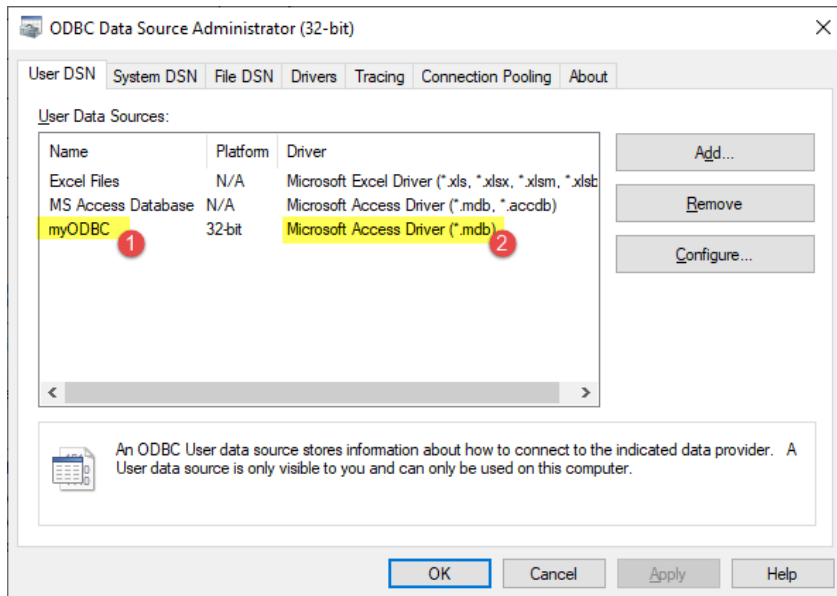 ODBC Data Source Administrator (32-bit)
User DSN System DSN File DSN Drivers Tracing Connection Pooling About
User Data Sources:
Name Platform Driver
Excel Files N/A Microsoft Excel Driver (*.xls, *.xlsx, *.xlsm, *.xlsb
MS Access Database N/A Microsoft Access Driver (*.mdb, *.accdb)
myODBC 32-bit Microsoft Access Driver (*.mdb)
1 2
Add...
Remove
Configure...
An ODBC User data source stores information about how to connect to the indicated data provider. A
User data source is only visible to you and can only be used on this computer.
OK Cancel Apply Help